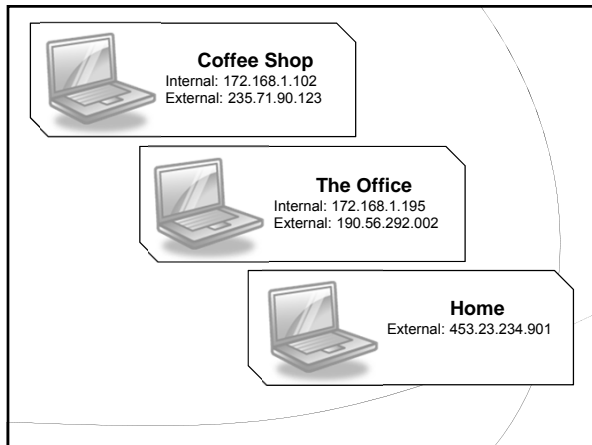 Coffee Shop
Internal: 172.168.1.102
External: 235.71.90.123
The Office
Internal: 172.168.1.195
External: 190.56.292.002
Home
External: 453.23.234.901